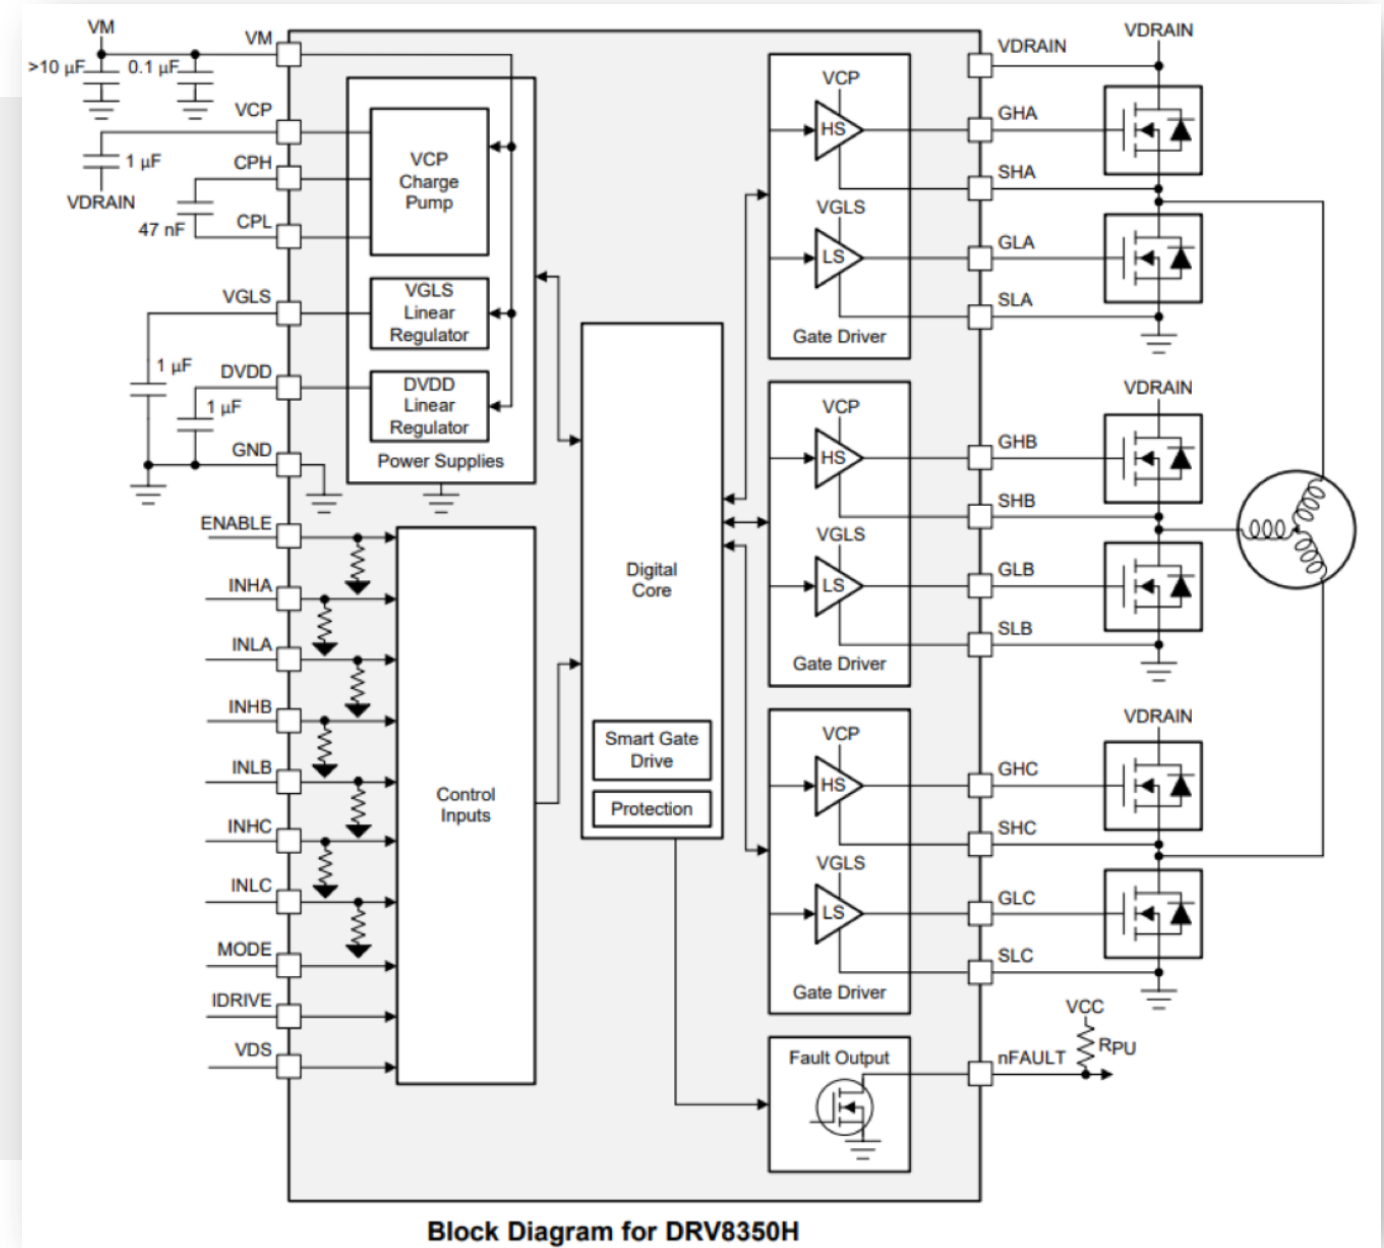 VM
VM
>10 µF
0.1 µF
VCP
1 µF
VDRAIN
CPH
CPL
47 nF
VGLS
1 µF
DVDD
1 µF
GND
VCP
Charge
Pump
VGLS
Linear
Regulator
DVDD
Linear
Regulator
Power Supplies
ENABLE
INHA
INLA
INHB
INLB
INHC
INLC
MODE
IDRIVE
VDS
Control
Inputs
Digital
Core
Smart Gate
Drive
Protection
VCP
HS
VGLS
LS
Gate Driver
VCP
HS
VGLS
LS
Gate Driver
VCP
HS
VGLS
LS
Gate Driver
Fault Output
VDRAIN
VDRAIN
GHA
SHA
GLA
SLA
VDRAIN
GHB
SHB
GLB
SLB
VDRAIN
GHC
SHC
GLC
SLC
VCC
RPU
nFAULT
Block Diagram for DRV8350H